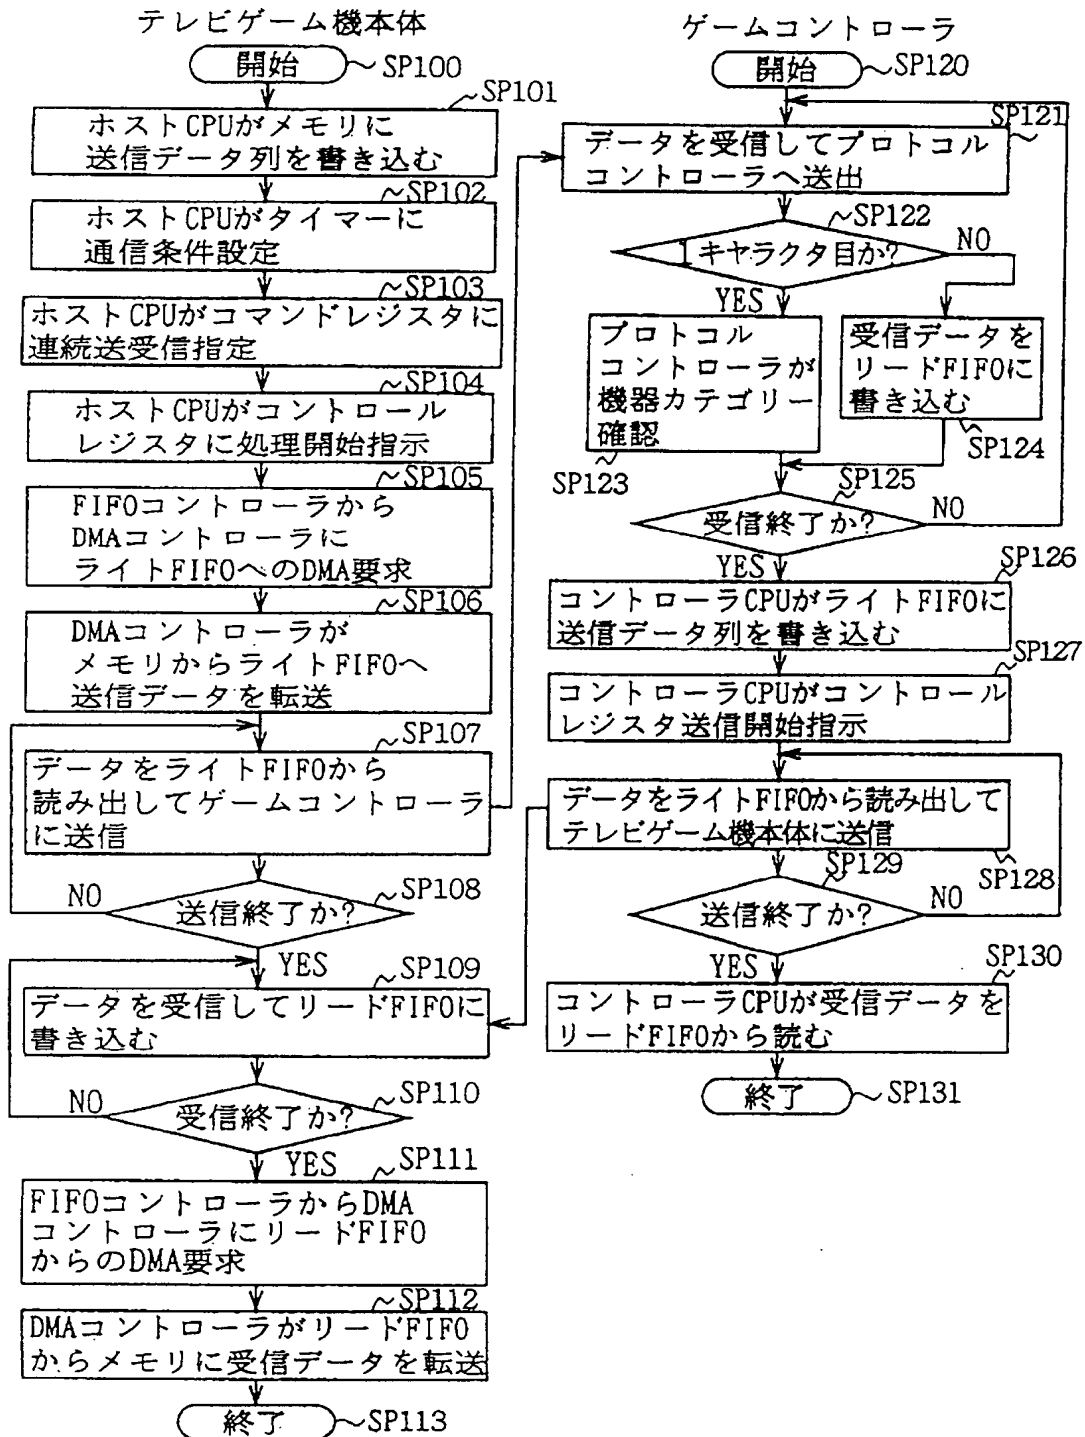 テレビゲーム機本体
開始
SP100
SP101
ホストCPUがメモリに
送信データ列を書き込む
SP102
ホストCPUがタイマーに
通信条件設定
SP103
ホストCPUがコマンドレジスタに
連続送受信指定
SP104
ホストCPUがコントロール
レジスタに処理開始指示
SP105
FIFOコントローラから
DMAコントローラに
ライトFIFOへのDMA要求
SP106
DMAコントローラが
メモリからライトFIFOへ
送信データを転送
SP107
データをライトFIFOから
読み出してゲームコントローラ
に送信
SP108
NO
送信終了か?
YES
SP109
データを受信してリードFIFOに
書き込む
SP110
NO
受信終了か?
YES
SP111
FIFOコントローラからDMA
コントローラにリードFIFO
からのDMA要求
SP112
DMAコントローラがリードFIFO
からメモリに受信データを転送
終了
SP113
ゲームコントローラ
開始
SP120
SP121
データを受信してプロトコル
コントローラへ送出
SP122
1キャラクタ目か?
NO
YES
プロトコル
コントローラが
機器カテゴリー
確認
SP123
受信データを
リードFIFOに
書き込む
SP124
SP125
受信終了か?
NO
YES
SP126
コントローラCPUがライトFIFOに
送信データ列を書き込む
SP127
コントローラCPUがコントロール
レジスタ送信開始指示
データをライトFIFOから読み出して
テレビゲーム機本体に送信
SP128
SP129
送信終了か?
NO
YES
SP130
コントローラCPUが受信データを
リードFIFOから読む
終了
SP131